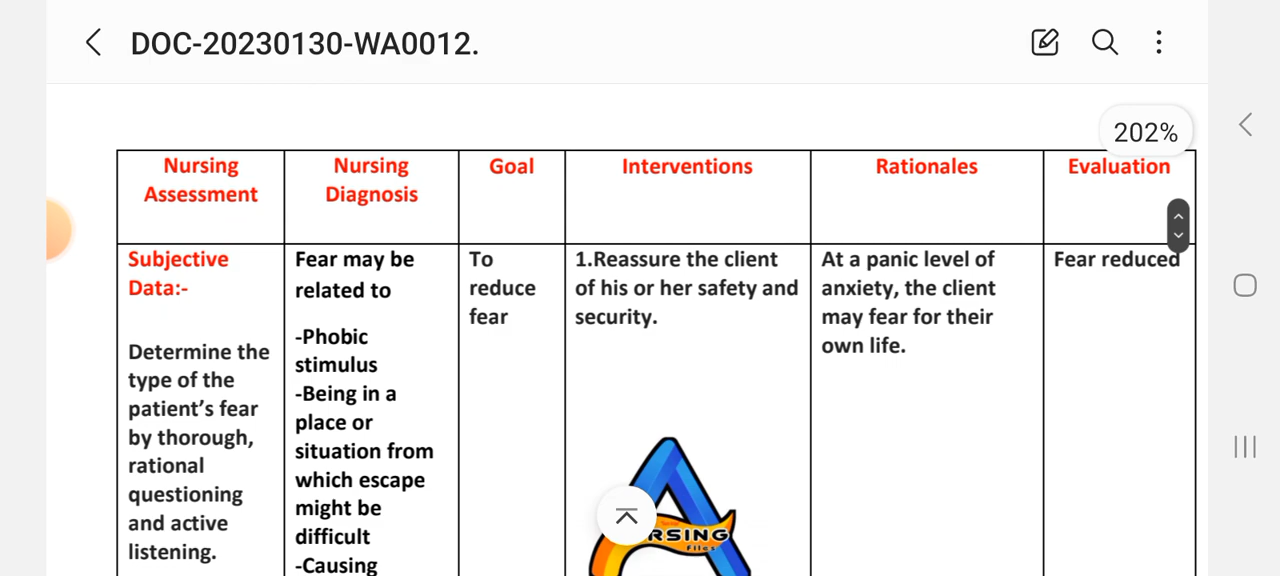 DOC-20230130-WA0012.
202%
Nursing
Assessment
Nursing
Diagnosis
Goal
Interventions
Rationales
Evaluation
Subjective
Data:-
Determine the
type of the
patient's fear
by thorough,
rational
questioning
and active
listening.
Fear may be
related to
-Phobic
stimulus
-Being in a
place or
situation from
which escape
might be
difficult
-Causing
To
reduce
fear
1.Reassure the client
of his or her safety and
security.
At a panic level of
anxiety, the client
may fear for their
own life.
Fear reduced
RSING
Files